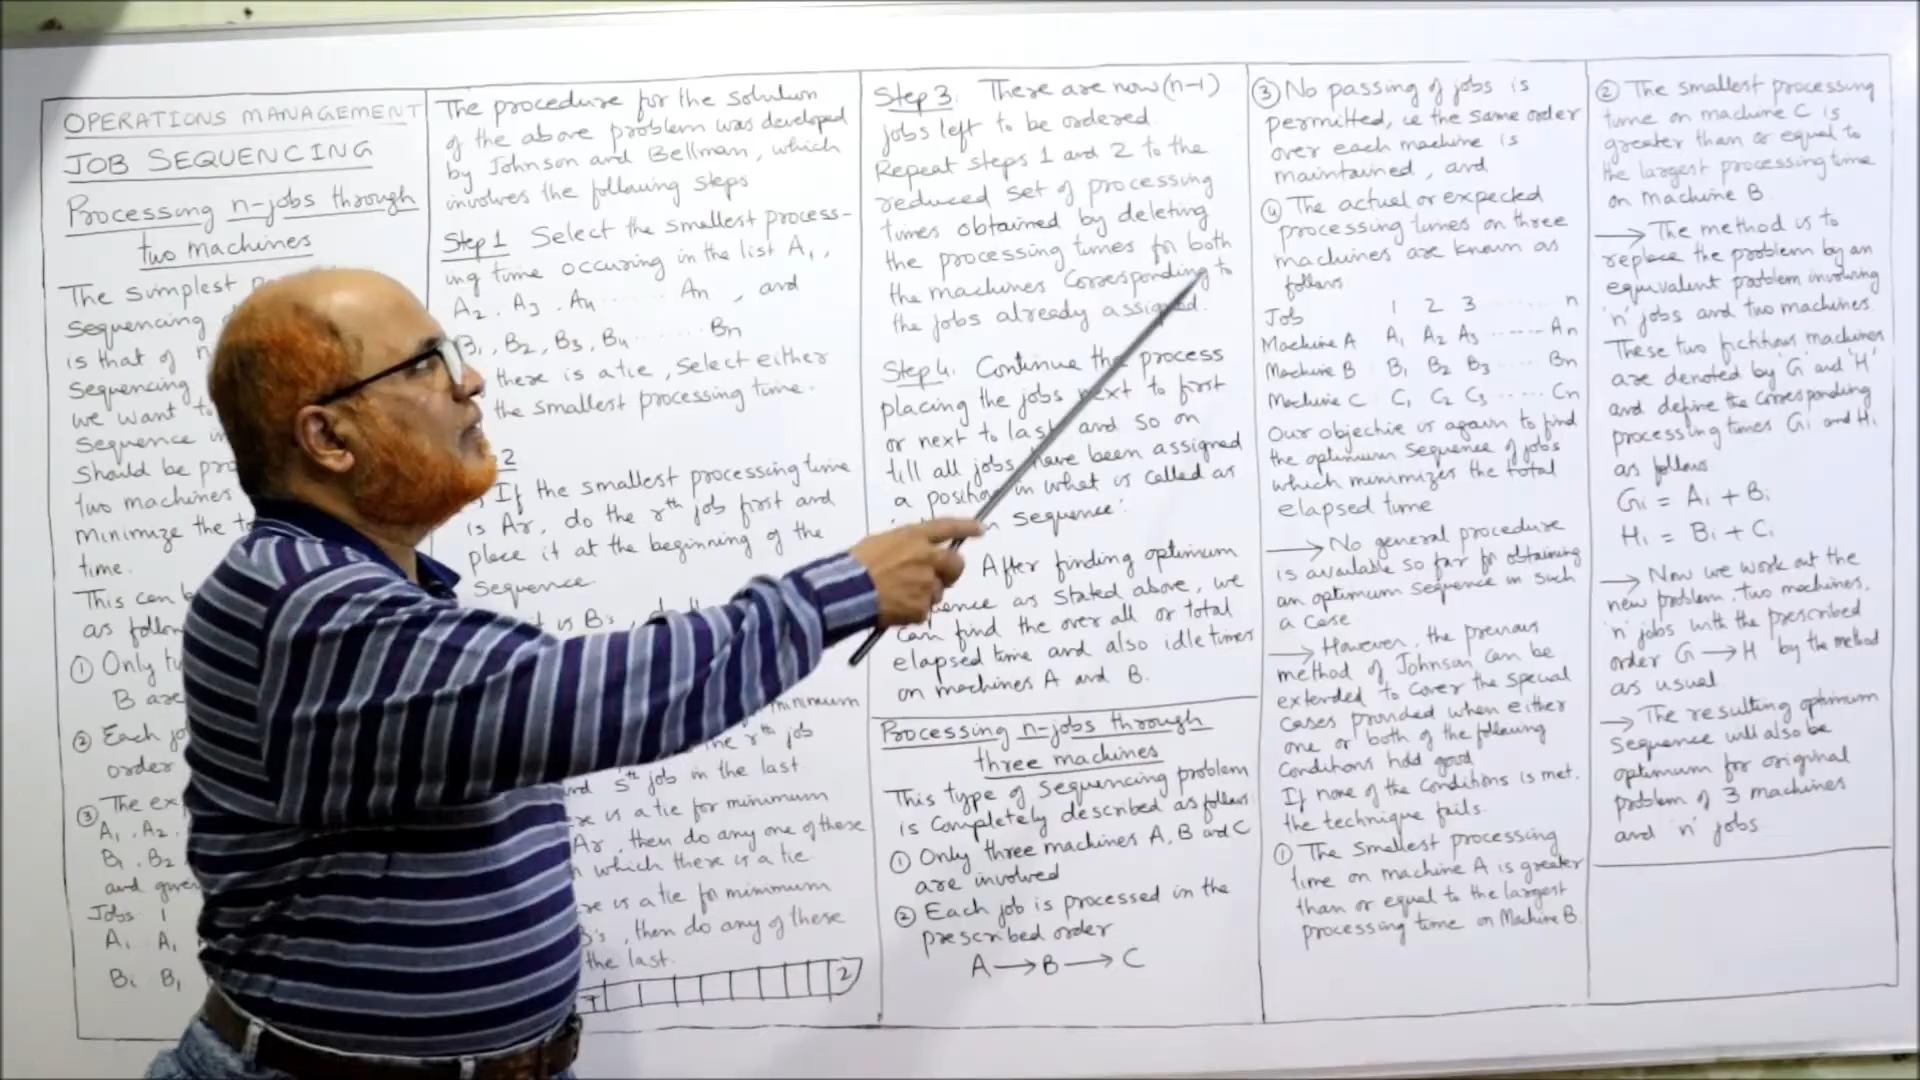 OPERATIONS MANAGEMENT
JOB SEQUENCING
Processing n-jobs through
two machines
The simplest
Sequencing
is that of n
Sequencing
we want to
Sequence in
Should be
two machines
minimize the
time.
This can
as
① Only
B are
② Each
order
③ The
A1, A2
B1, B2
and
Jobs 1
Ai A1
Bi B1
The procedure for the solution
of the above problem was developed
by Johnson and Bellman, which
involves the following steps
Step 1 Select the smallest process-
ing time occuring in the list A1,
A2, A3, A4 ...... An, and
B1, B2, B3, B4 ...... Bn
there is a tie, Select either
the smallest processing time.
2
If the smallest processing time
is Ar, do the rth job first and
place it at the beginning of the
Sequence
is Bs,
minimum
the rth job
and sth job in the last
is a tie for minimum
Ar, then do any one of these
which there is a tie
is a tie for minimum
B's, then do any of these
the last.
1 2
Step 3. There are now (n-1)
jobs left to be ordered.
Repeat steps 1 and 2 to the
reduced set of processing
times obtained by deleting
the processing times for both
the machines Corresponding to
the jobs already assigned.
Step 4. Continue the process
placing the jobs next to first
or next to last and so on
till all jobs have been assigned
a position in what is called as
Sequence'.
After finding optimum
as stated above, we
can find the over all or total
elapsed time and also idle times
on machines A and B.
Processing n-jobs through
three machines
This type of sequencing problem
is completely described as follows
① Only three machines A, B and C
are involved
② Each job is processed in the
prescribed order
A → B → C
③ No passing of jobs is
permitted, ie the same order
over each machine is
maintained, and
④ The actual or expected
processing times on three
machines are known as
follows
Job 1 2 3 ...... n
Machine A A1 A2 A3 ...... An
Machine B B1 B2 B3 ...... Bn
Machine C C1 C2 C3 ...... Cn
Our objective is again to find
the optimum Sequence of jobs
which minimizes the total
elapsed time
→ No general procedure
is available so far for obtaining
an optimum sequence in such
a case
→ However, the previous
method of Johnson can be
extended to cover the special
cases provided when either
one or both of the following
Conditions hold good
If none of the Conditions is met.
the technique fails.
① The smallest processing
time on machine A is greater
than or equal to the largest
processing time on Machine B.
② The smallest processing
time on machine C is
greater than or equal to
the largest processing time
on machine B
→ The method is to
replace the problem by an
equivalent problem involving
'n' jobs and two machines.
These two fictitious machines
are denoted by 'G' and 'H'
and define the corresponding
processing times Gi and Hi
as follows
Gi = Ai + Bi
Hi = Bi + Ci
→ Now we work out the
new problem, two machines,
'n' jobs with the prescribed
order G → H by the method
as usual
→ The resulting optimum
Sequence will also be
optimum for original
problem of 3 machines
and 'n' jobs